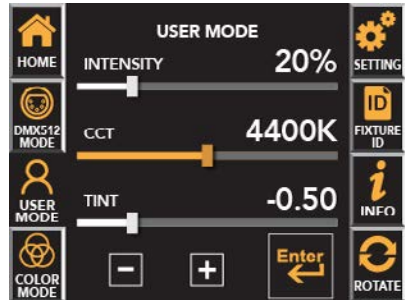 USER MODE
HOME
INTENSITY 20%
SETTING
DMX512
MODE
CCT 4400K
ID
FIXTURE
ID
USER
MODE
TINT -0.50
i
INFO
COLOR
MODE
- +
Enter
ROTATE